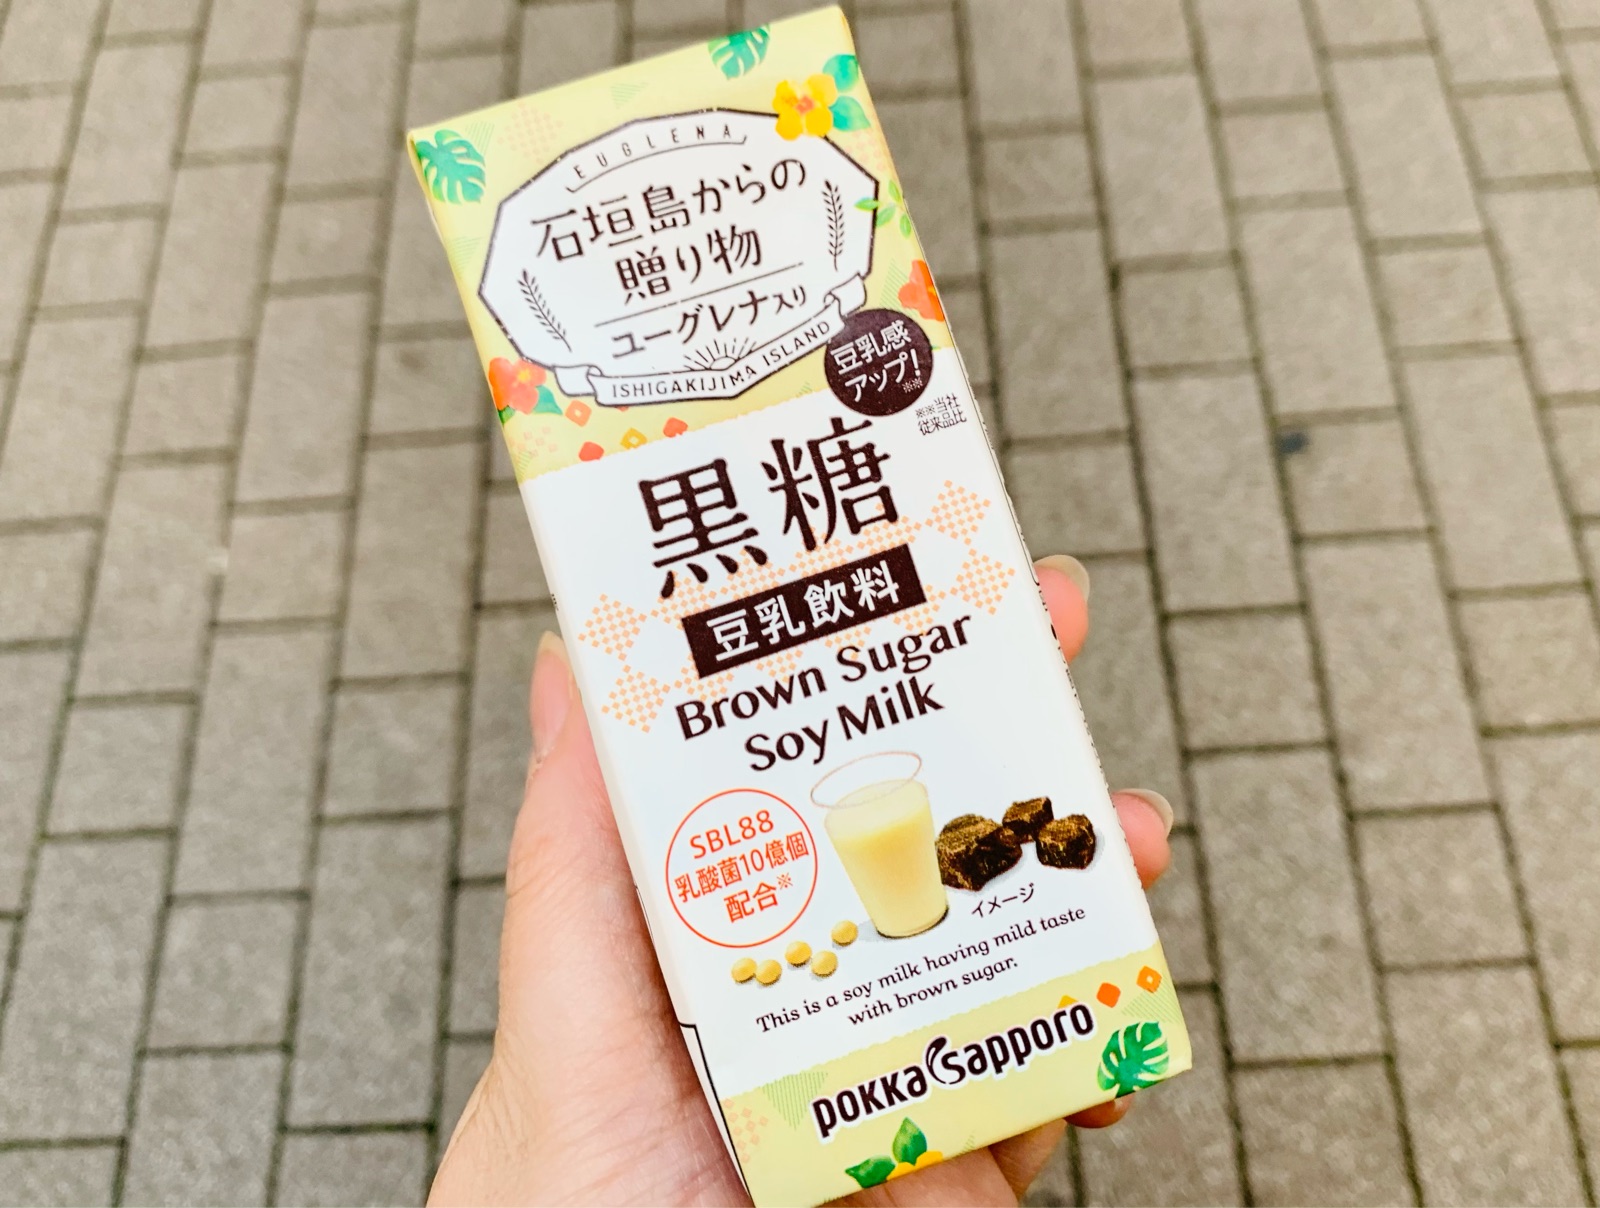 EUGLENA
石垣島からの
贈り物
ユーグレナ入り
ISHIGAKIJIMA ISLAND
豆乳感
アップ!
※※
※※当社
従来品比
黒糖
豆乳飲料
Brown Sugar
Soy Milk
SBL88
乳酸菌10億個
配合※
イメージ
This is a soy milk having mild taste
with brown sugar.
pokka sapporo